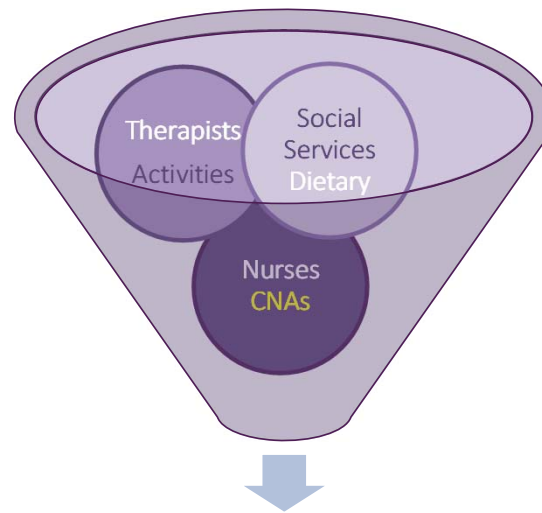 Therapists
Activities
Social
Services
Dietary
Nurses
CNAs